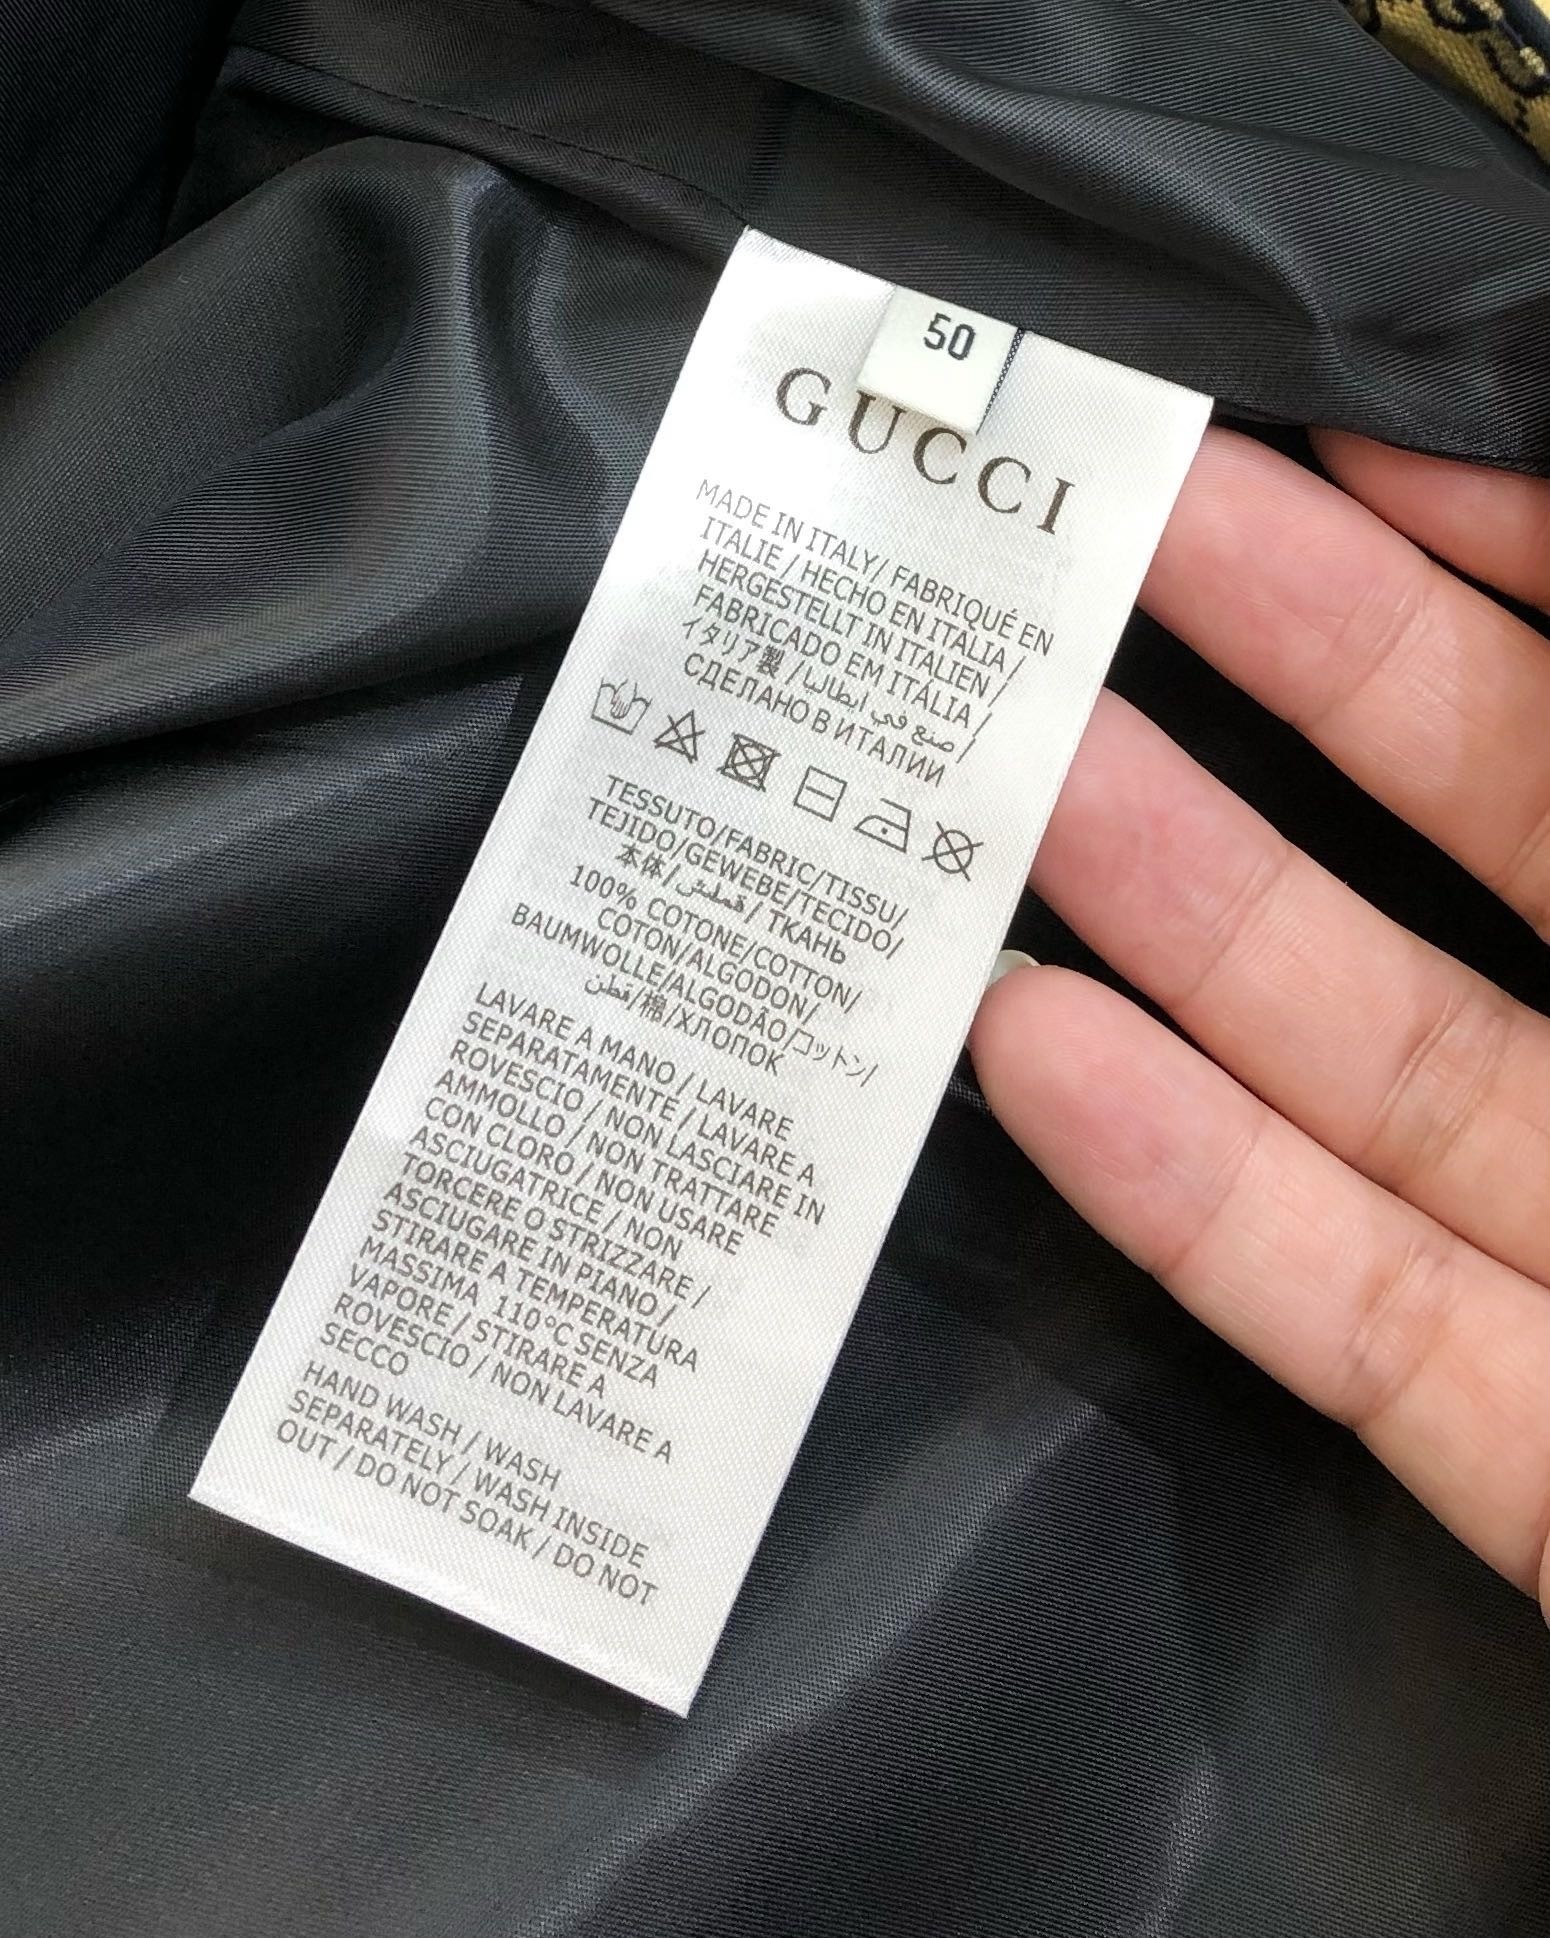 50
GUCCI
MADE IN ITALY/ FABRIQUÉ EN
ITALIE / HECHO EN ITALIA /
HERGESTELLT IN ITALIEN /
FABRICADO EM ITÁLIA /
イタリア製 / صنع في ايطاليا /
СДЕЛАНО В ИТАЛИИ
TESSUTO/FABRIC/TISSU/
TEJIDO/GEWEBE/TECIDO/
本体/قماش/ ТКАНЬ
100% COTONE/COTTON/
COTON/ALGODON/
BAUMWOLLE/ALGODÃO/コットン/
قطن/棉/ХЛОПОК
LAVARE A MANO / LAVARE
SEPARATAMENTE / LAVARE A
ROVESCIO / NON LASCIARE IN
AMMOLLO / NON TRATTARE
CON CLORO / NON USARE
ASCIUGATRICE / NON
TORCERE O STRIZZARE /
ASCIUGARE IN PIANO /
STIRARE A TEMPERATURA
MASSIMA 110°C SENZA
VAPORE / STIRARE A
ROVESCIO / NON LAVARE A
SECCO
HAND WASH / WASH
SEPARATELY / WASH INSIDE
OUT / DO NOT SOAK / DO NOT